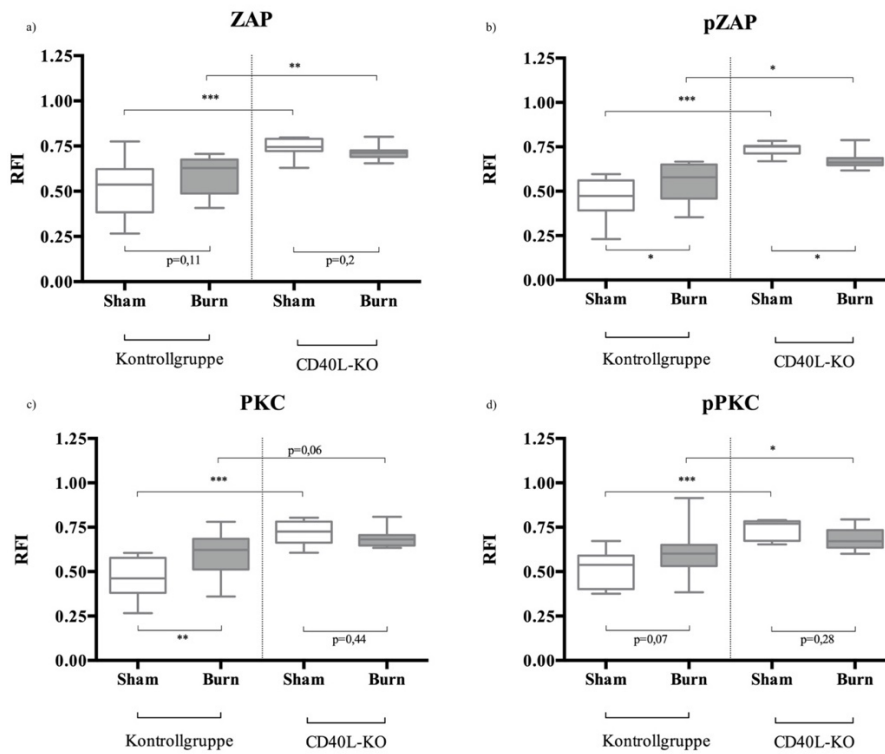 a)
ZAP
1.25
**
1.00
***
0.75
RFI
0.50
0.25
p=0,11
p=0,2
0.00
Sham Burn Sham Burn
Kontrollgruppe CD40L-KO
b)
pZAP
1.25
*
1.00
***
0.75
RFI
0.50
0.25
* *
0.00
Sham Burn Sham Burn
Kontrollgruppe CD40L-KO
c)
PKC
1.25
p=0,06
1.00
***
0.75
RFI
0.50
0.25
**
p=0,44
0.00
Sham Burn Sham Burn
Kontrollgruppe CD40L-KO
d)
pPKC
1.25
*
1.00
***
0.75
RFI
0.50
0.25
p=0,07
p=0,28
0.00
Sham Burn Sham Burn
Kontrollgruppe CD40L-KO